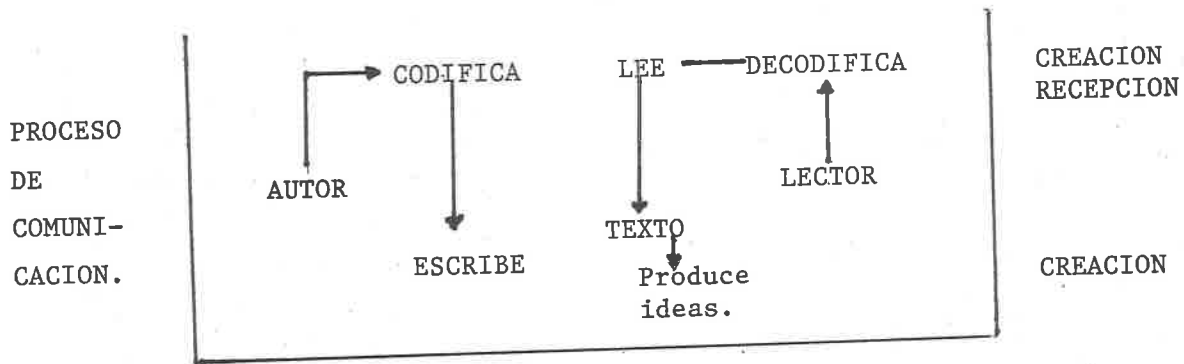 PROCESO
DE
COMUNI-
CACION.
CODIFICA
LEE
DECODIFICA
AUTOR
LECTOR
ESCRIBE
TEXTO
Produce
ideas.
CREACION
RECEPCION
CREACION